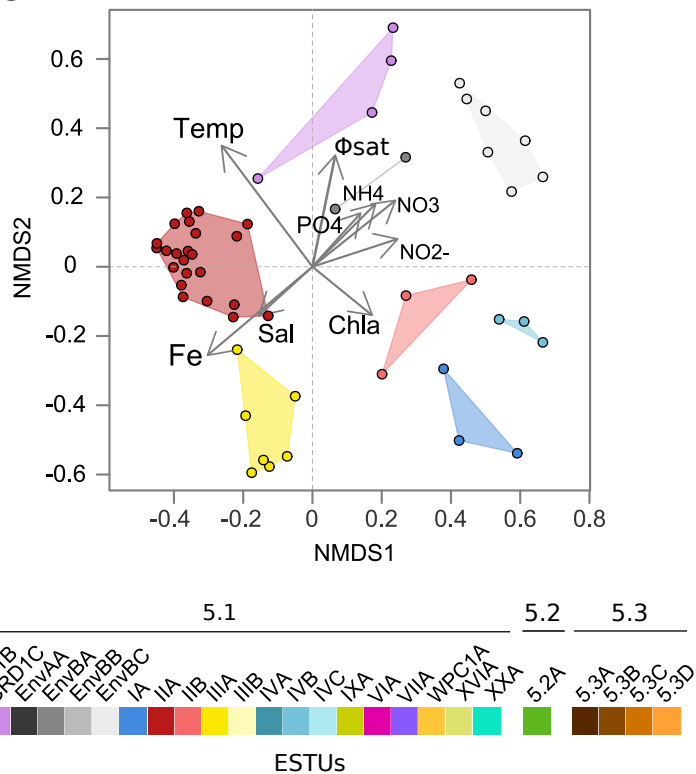 0.6
0.4
0.2
0
-0.2
-0.4
-0.6
NMDS2
Temp
Φsat
NH4
NO3
PO4
NO2-
Sal
Chla
Fe
-0.4 -0.2 0 0.2 0.4 0.6 0.8
NMDS1
5.1 5.2 5.3
EnvAA EnvBA EnvBB EnvBC IA IIA IIB IIIA IIIB IVA IVB IVC IXA VIA VIIA WPC1A XVIA XXA 5.2A 5.3A 5.3B 5.3C 5.3D
ESTUs